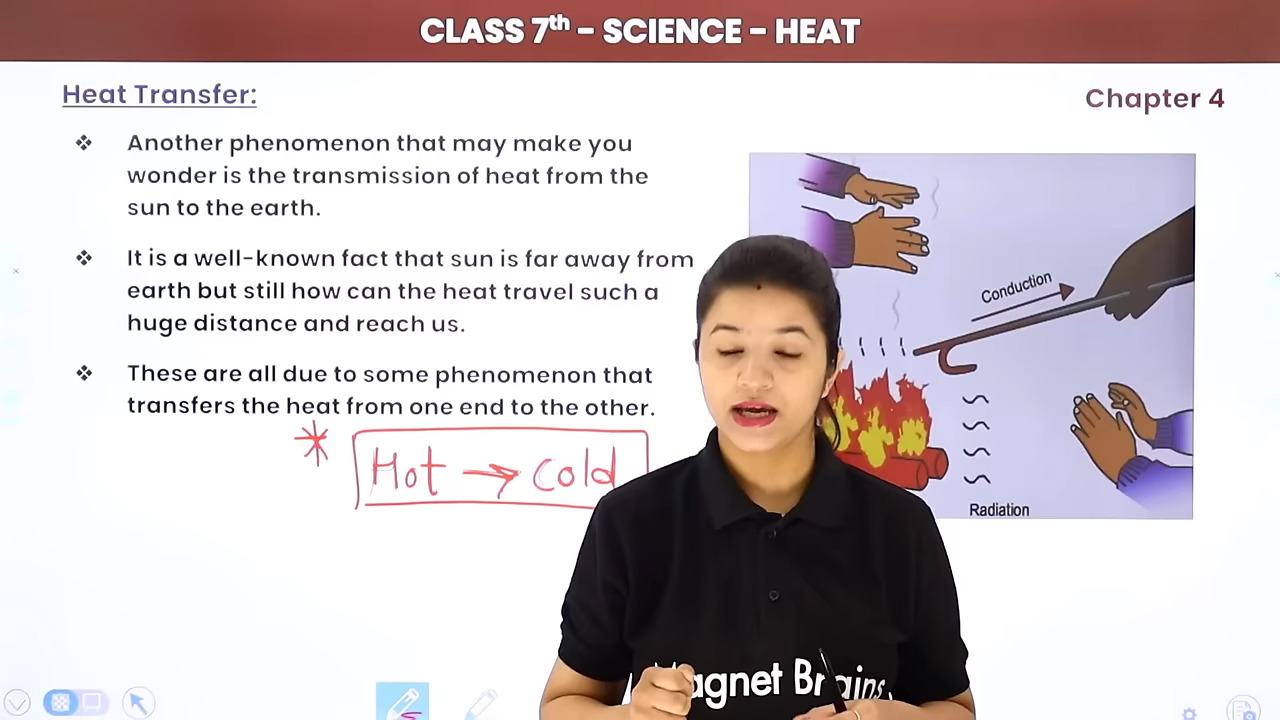 CLASS 7th - SCIENCE - HEAT
Heat Transfer:
Chapter 4
❖ Another phenomenon that may make you
wonder is the transmission of heat from the
sun to the earth.
❖ It is a well-known fact that sun is far away from
earth but still how can the heat travel such a
huge distance and reach us.
❖ These are all due to some phenomenon that
transfers the heat from one end to the other.
* Hot → Cold
Conduction
Radiation
Magnet Brains